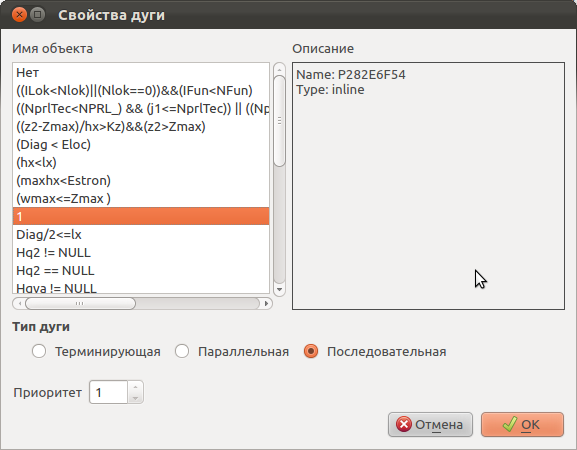 Свойства дуги
Имя объекта
Описание
Нет
((ILok<Nlok)||(Nlok==0))&&(IFun<NFun)
((NprlTec<NPRL_) && (j1<=NprlTec)) || ((Np
((z2-Zmax)/hx>Kz)&&(z2>Zmax)
(Diag < Eloc)
(hx<lx)
(maxhx<Estron)
(wmax<=Zmax )
1
Diag/2<=lx
Hq2 != NULL
Hq2 == NULL
Hqva != NULL
Name: P282E6F54
Type: inline
Тип дуги
Терминирующая
Параллельная
Последовательная
Приоритет
1
Отмена
OK